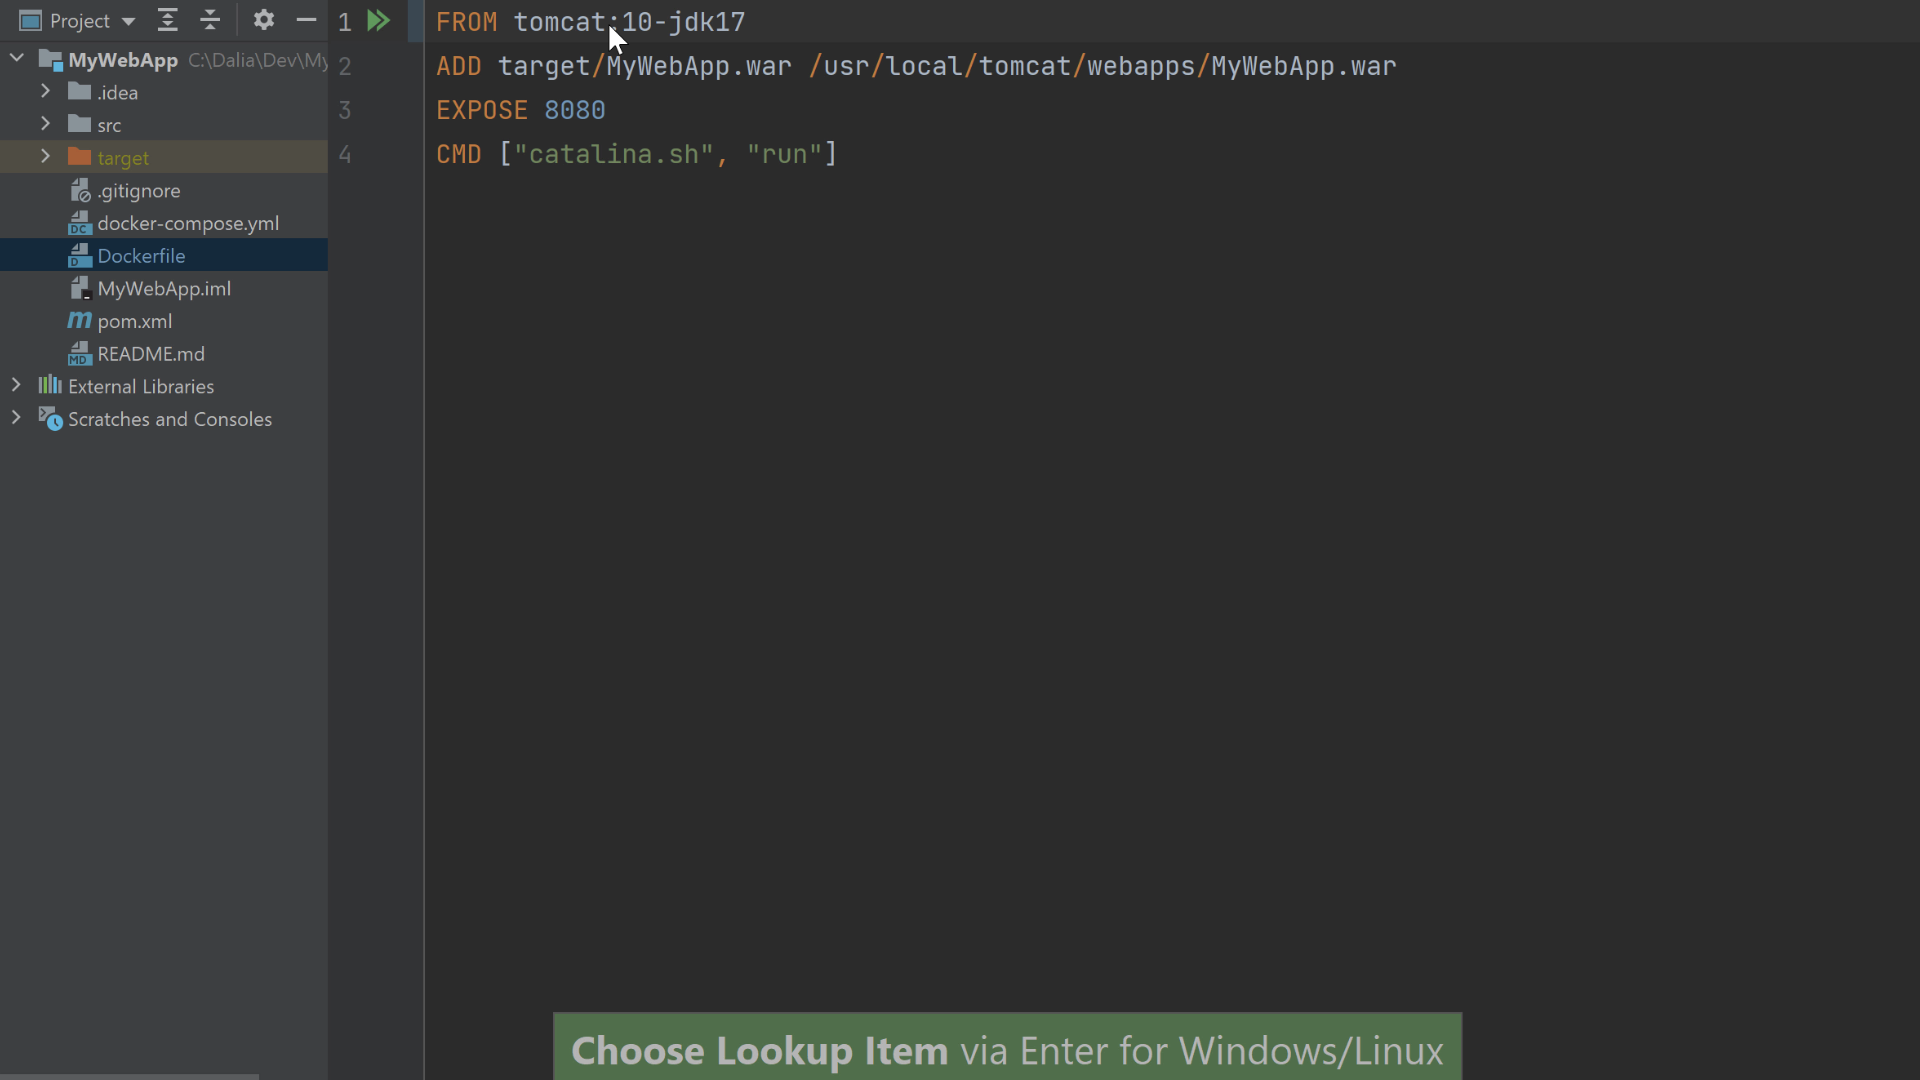 Project
MyWebApp C:\Dalia\Dev\My
.idea
src
target
.gitignore
DC docker-compose.yml
D Dockerfile
MyWebApp.iml
m pom.xml
MD README.md
External Libraries
Scratches and Consoles
1 FROM tomcat:10-jdk17
2 ADD target/MyWebApp.war /usr/local/tomcat/webapps/MyWebApp.war
3 EXPOSE 8080
4 CMD ["catalina.sh", "run"]
Choose Lookup Item via Enter for Windows/Linux